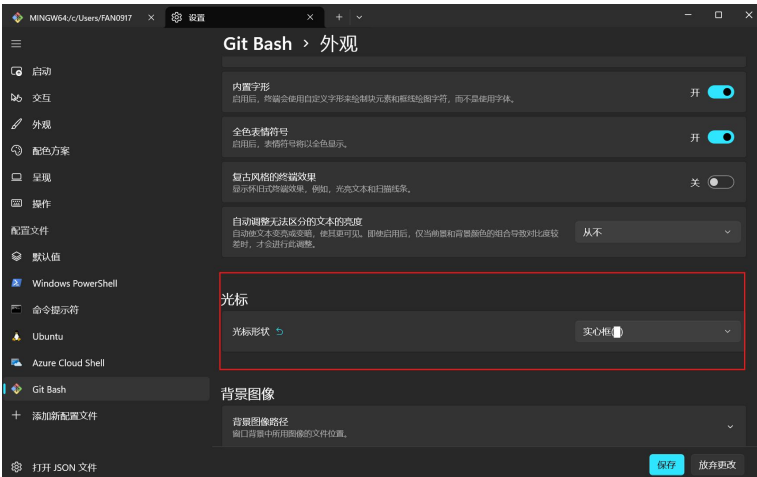 MINGW64:/c/Users/FAN0917
设置
Git Bash › 外观
启动
交互
外观
配色方案
呈现
操作
配置文件
默认值
Windows PowerShell
命令提示符
Ubuntu
Azure Cloud Shell
Git Bash
添加新配置文件
打开 JSON 文件
内置字形
启用后，终端会使用自定义字形来绘制块元素和框线绘图字符，而不是使用字体。
开
全色表情符号
启用后，表情符号将以全色显示。
开
复古风格的终端效果
显示怀旧式终端效果，例如，光亮文本和扫描线条。
关
自动调整无法区分的文本的亮度
自动使文本变亮或变暗，使其更可见。即使启用后，仅当前景和背景颜色的组合导致对比度较
差时，才会进行此调整。
从不
光标
光标形状
实心框(█)
背景图像
背景图像路径
窗口背景中所用图像的文件位置。
保存
放弃更改